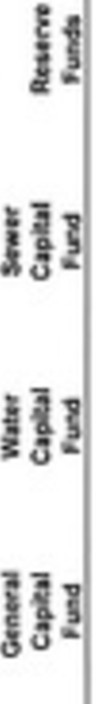 General
Capital
Fund
Water
Capital
Fund
Sewer
Capital
Fund
Reserve
Funds